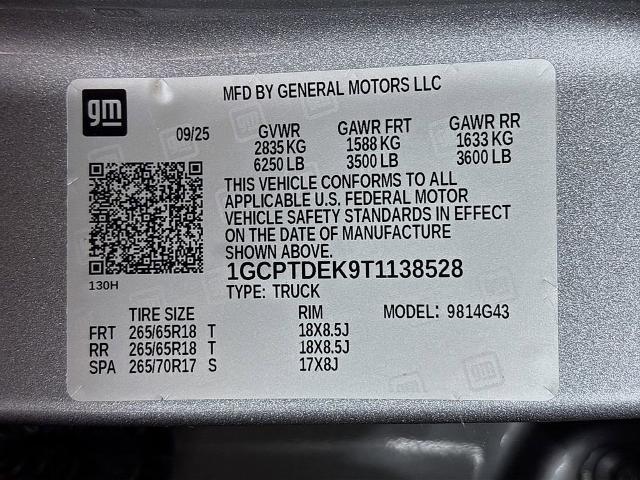 MFD BY GENERAL MOTORS LLC
gm
09/25 GVWR GAWR FRT GAWR RR
2835 KG 1588 KG 1633 KG
6250 LB 3500 LB 3600 LB
THIS VEHICLE CONFORMS TO ALL
APPLICABLE U.S. FEDERAL MOTOR
VEHICLE SAFETY STANDARDS IN EFFECT
ON THE DATE OF MANUFACTURE
SHOWN ABOVE.
130H
1GCPTDEK9T1138528
TYPE: TRUCK MODEL: 9814G43
TIRE SIZE RIM
FRT 265/65R18 T 18X8.5J
RR 265/65R18 T 18X8.5J
SPA 265/70R17 S 17X8J